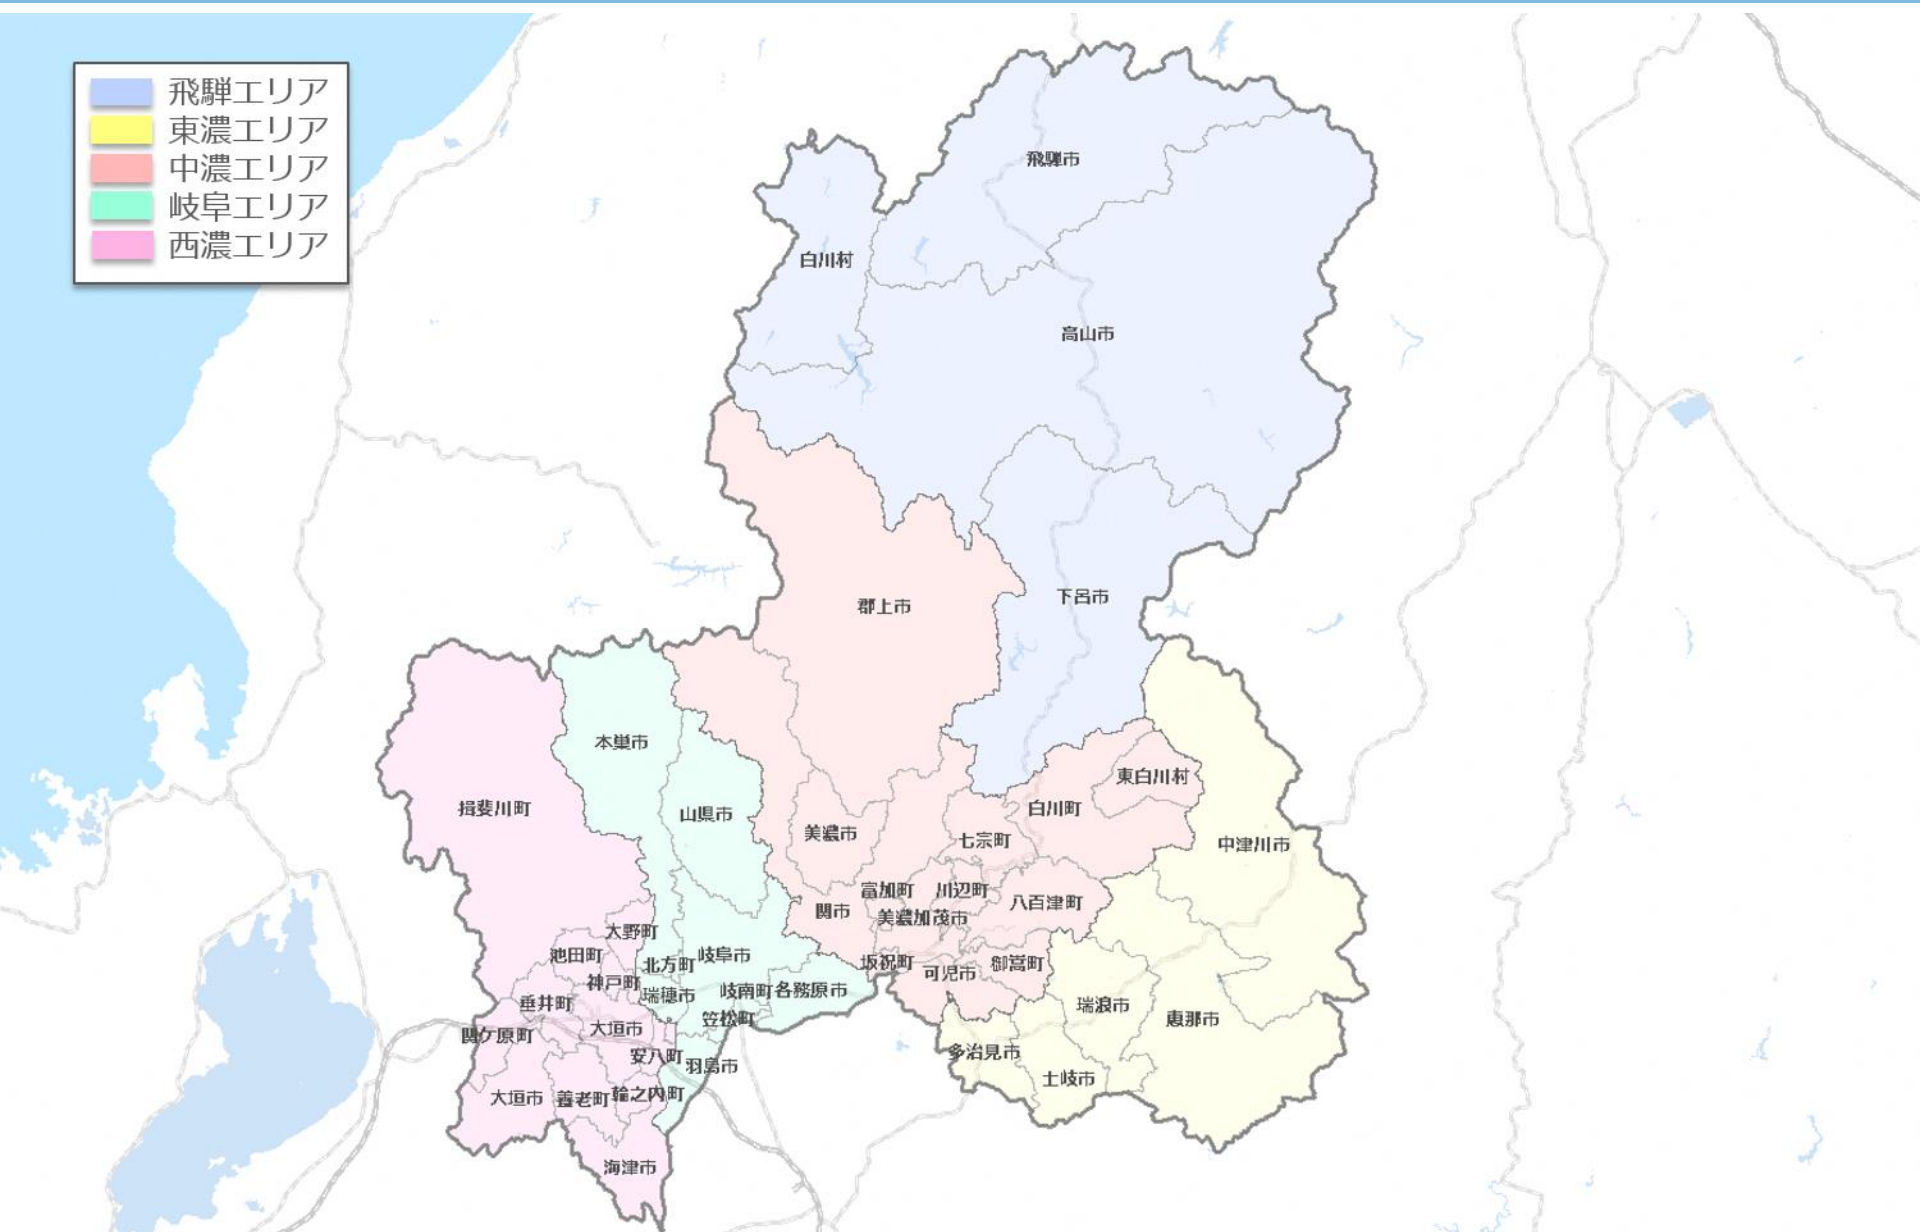 飛騨エリア
東濃エリア
中濃エリア
岐阜エリア
西濃エリア
飛騨市
白川村
高山市
下呂市
郡上市
本巣市
東白川村
揖斐川町
白川町
山県市
美濃市
七宗町
中津川市
富加町
川辺町
八百津町
関市
美濃加茂市
大野町
池田町
岐阜市
北方町
坂祝町
可児市
御嵩町
神戸町
瑞穂市
岐南町
各務原市
垂井町
瑞浪市
笠松町
恵那市
関ケ原町
大垣市
安八町
羽島市
多治見市
土岐市
大垣市
養老町
輪之内町
海津市